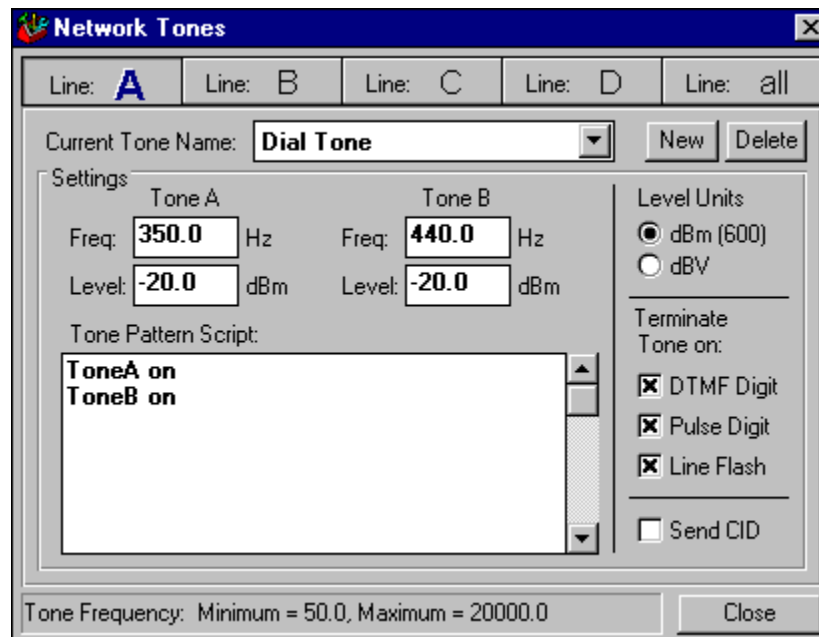 Network Tones
Line: A Line: B Line: C Line: D Line: all
Current Tone Name: Dial Tone New Delete
Settings
Tone A Tone B
Freq: 350.0 Hz Freq: 440.0 Hz
Level: -20.0 dBm Level: -20.0 dBm
Tone Pattern Script:
ToneA on
ToneB on
Level Units
dBm (600)
dBV
Terminate
Tone on:
DTMF Digit
Pulse Digit
Line Flash
Send CID
Tone Frequency: Minimum = 50.0, Maximum = 20000.0 Close